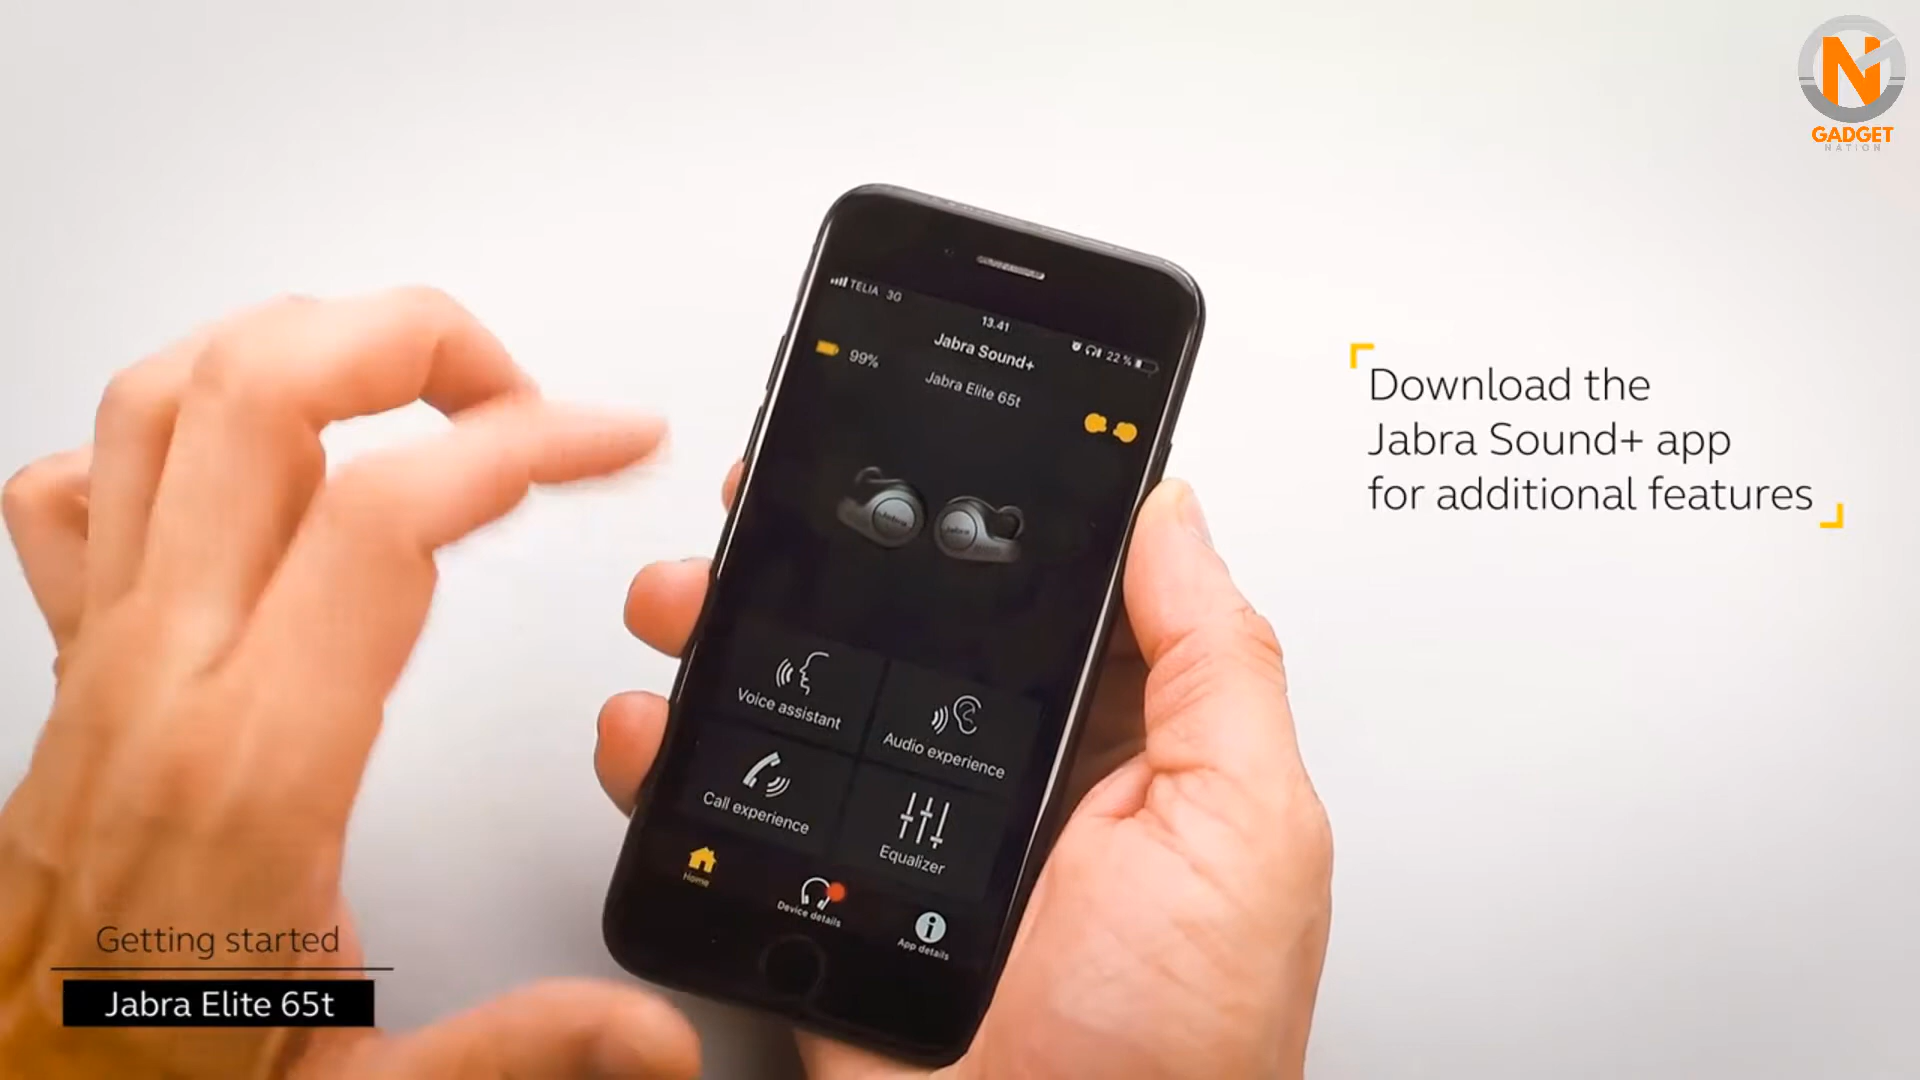 GADGET
NATION
TELIA 3G
13.41
22 %
Jabra Sound+
99%
Jabra Elite 65t
Jabra
Jabra
Voice assistant
Audio experience
Call experience
Equalizer
Home
Device details
App details
Download the
Jabra Sound+ app
for additional features
Getting started
Jabra Elite 65t